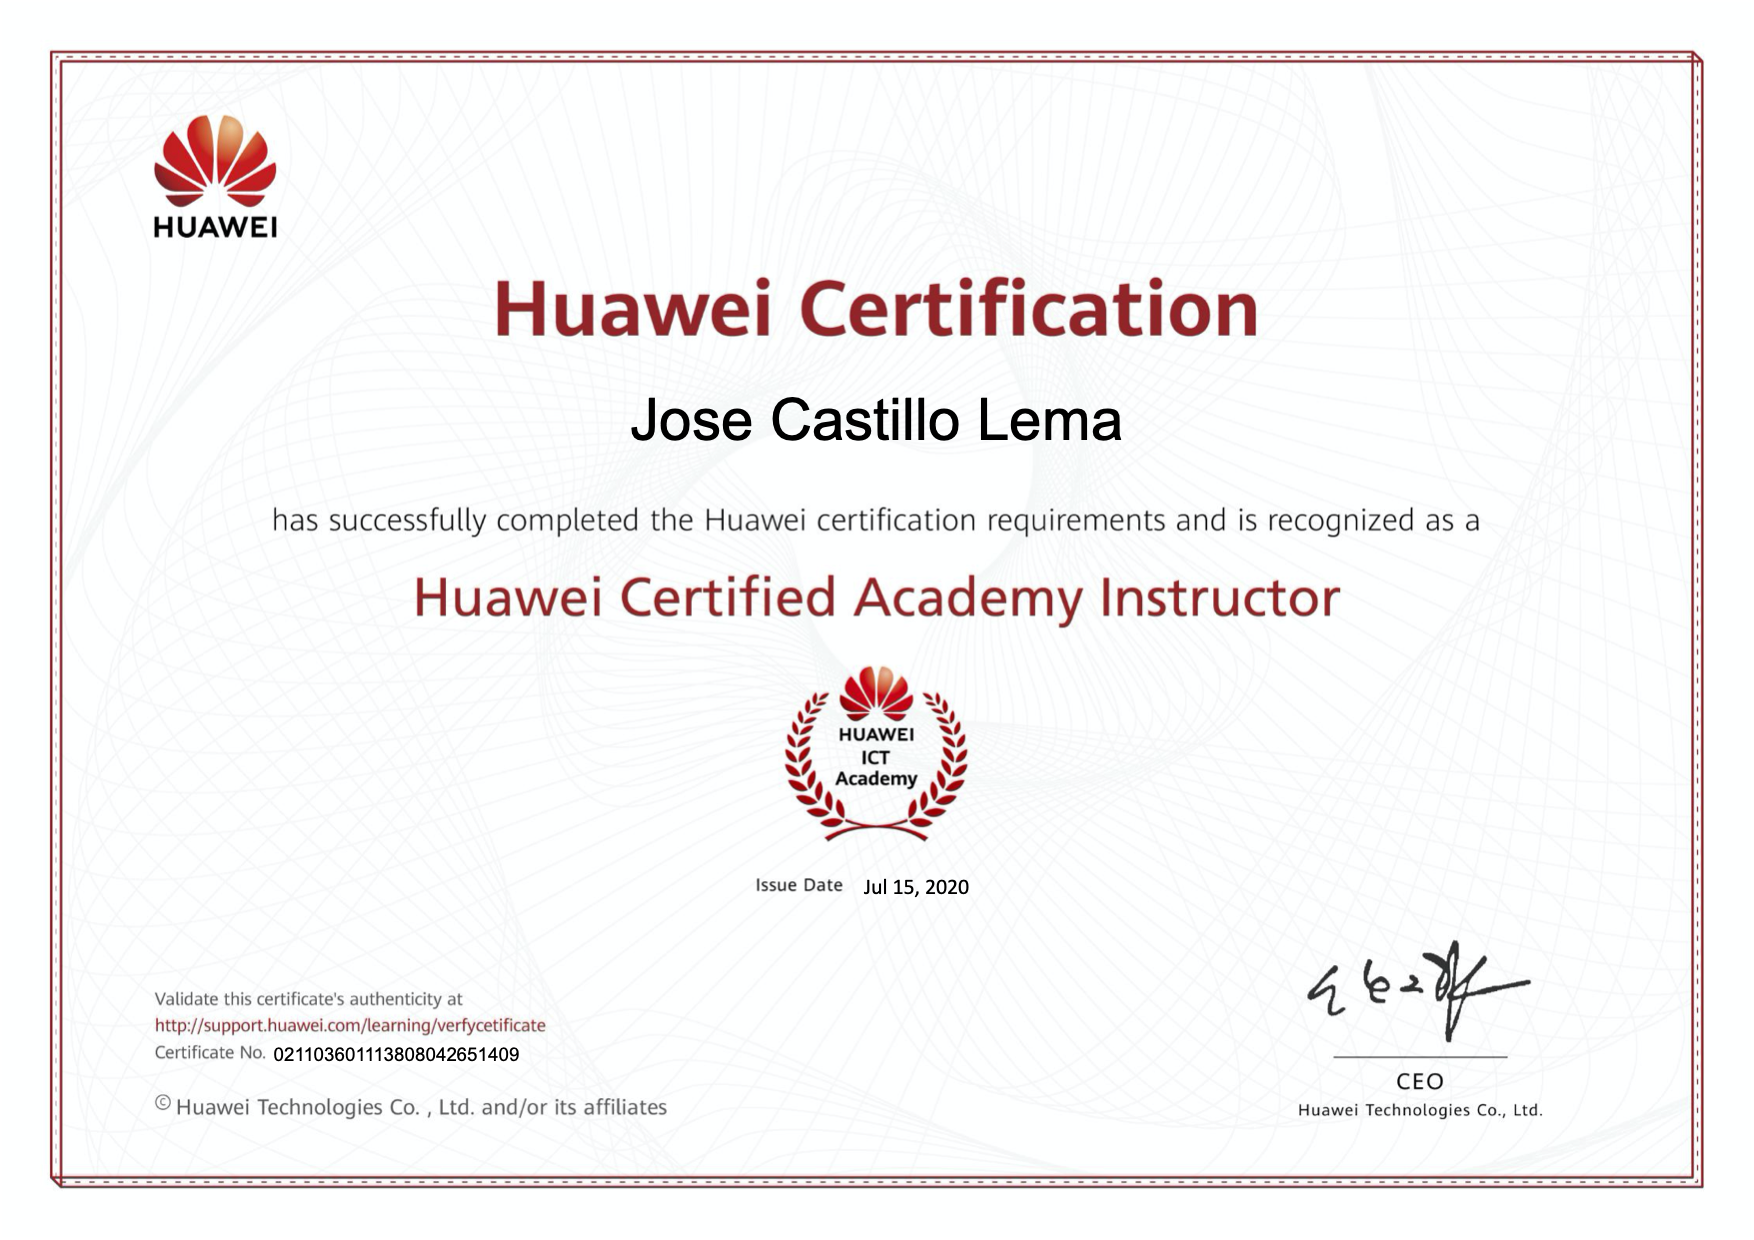 HUAWEI
Huawei Certification
Jose Castillo Lema
has successfully completed the Huawei certification requirements and is recognized as a
Huawei Certified Academy Instructor
HUAWEI
ICT
Academy
Issue Date Jul 15, 2020
Validate this certificate's authenticity at
http://support.huawei.com/learning/verfycetificate
Certificate No. 021103601113808042651409
© Huawei Technologies Co. , Ltd. and/or its affiliates
CEO
Huawei Technologies Co., Ltd.